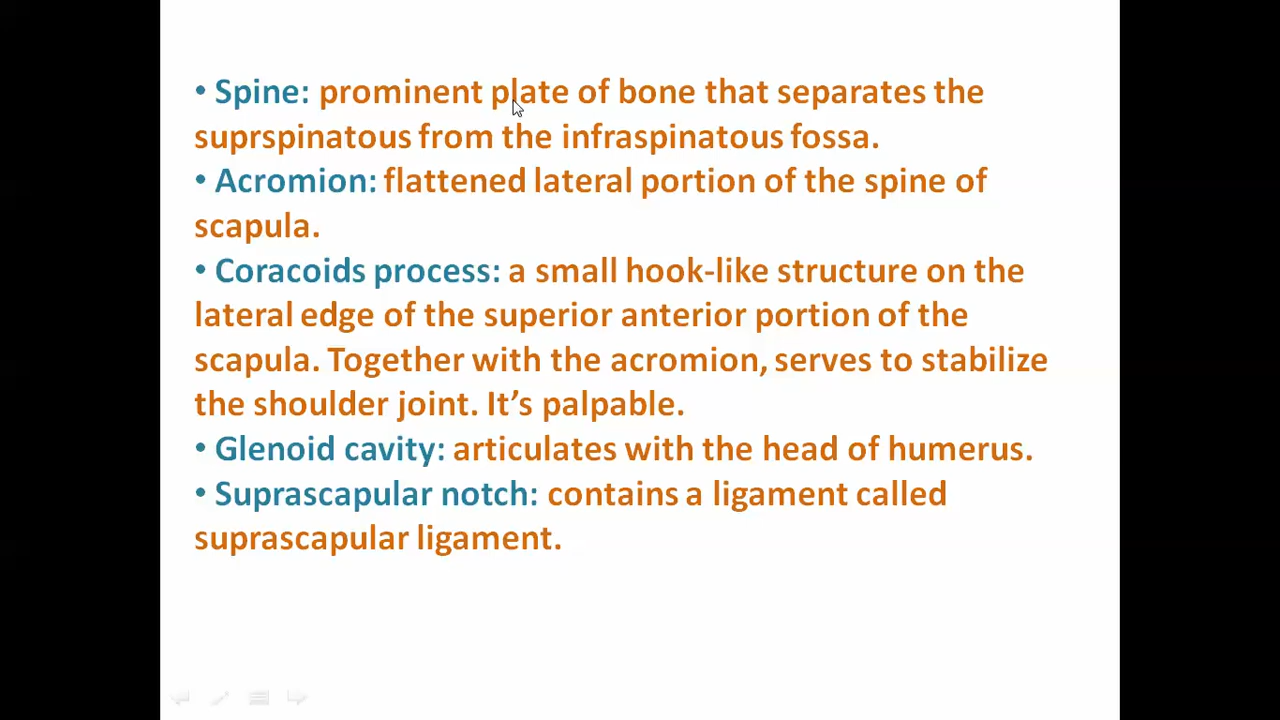 • Spine: prominent plate of bone that separates the
suprspinatous from the infraspinatous fossa.
• Acromion: flattened lateral portion of the spine of
scapula.
• Coracoids process: a small hook-like structure on the
lateral edge of the superior anterior portion of the
scapula. Together with the acromion, serves to stabilize
the shoulder joint. It’s palpable.
• Glenoid cavity: articulates with the head of humerus.
• Suprascapular notch: contains a ligament called
suprascapular ligament.